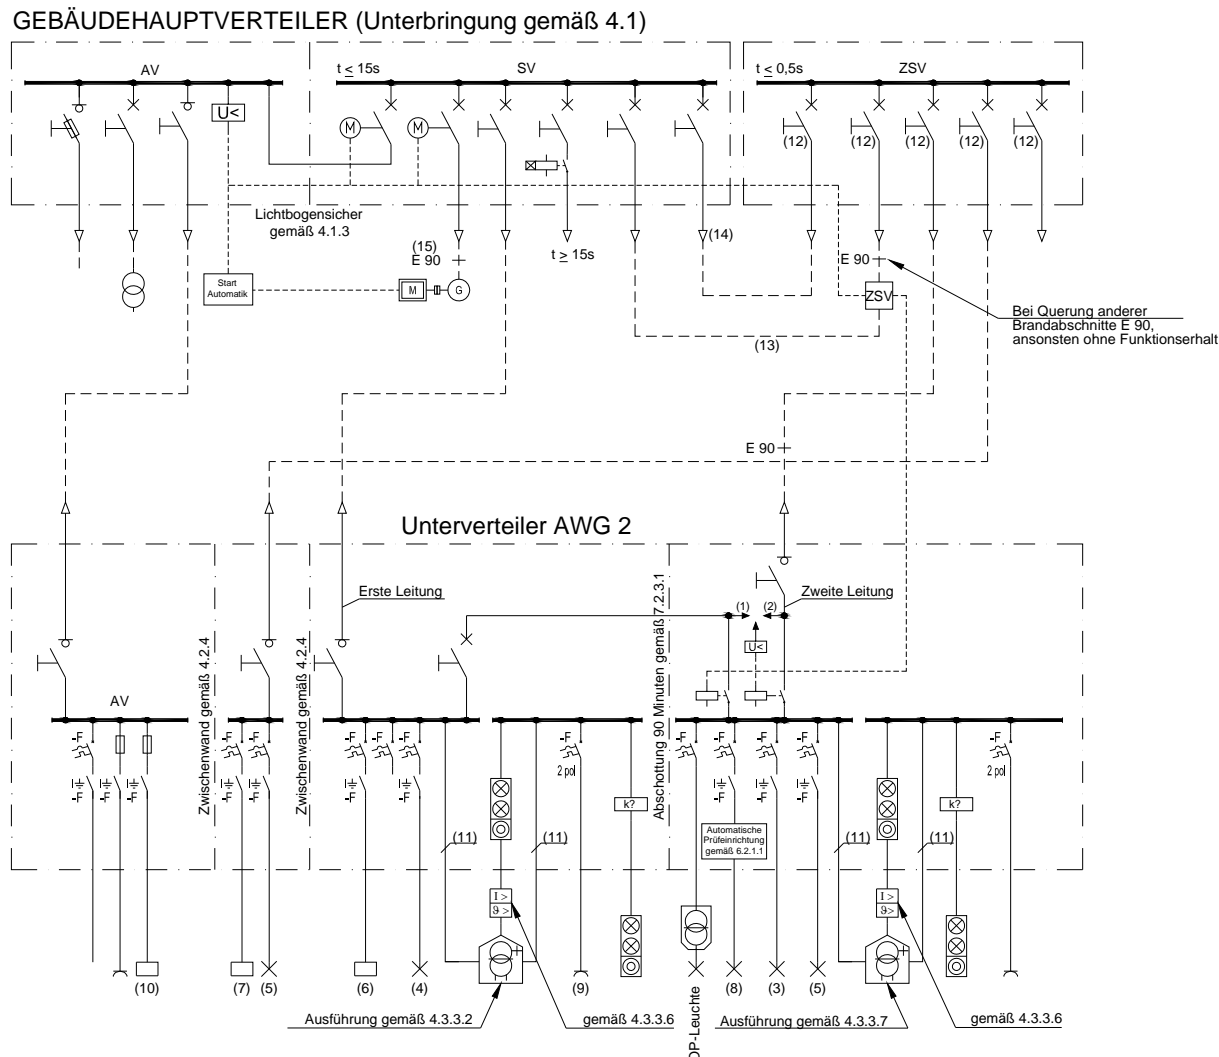 GEBÄUDEHAUPTVERTEILER (Unterbringung gemäß 4.1)
AV
t ≤ 15s
SV
t ≤ 0,5s
ZSV
U<
M
M
(12)
(12)
(12)
(12)
(12)
Lichtbogensicher
gemäß 4.1.3
(15)
E 90
t ≥ 15s
(14)
E 90
Start
Automatik
M
G
ZSV
Bei Querung anderer
Brandabschnitte E 90,
ansonsten ohne Funktionserhalt
(13)
E 90
Unterverteiler AWG 2
Erste Leitung
Zweite Leitung
(1)
(2)
U<
Zwischenwand gemäß 4.2.4
Zwischenwand gemäß 4.2.4
Abschottung 90 Minuten gemäß 7.2.3.1
AV
-F
-F
-F
-F
-F
-F
-F
-F
-F
-F
-F
-F
2 pol
2 pol
-F
-F
-F
-F
-F
-F
-F
-F
-F
-F
-F
k?
k?
Automatische
Prüfeinrichtung
gemäß 6.2.1.1
(11)
(11)
(11)
(11)
I >
ϑ >
I >
ϑ >
(10)
(7)
(5)
(6)
(4)
(9)
(8)
(3)
(5)
OP-Leuchte
Ausführung gemäß 4.3.3.2
gemäß 4.3.3.6
Ausführung gemäß 4.3.3.7
gemäß 4.3.3.6